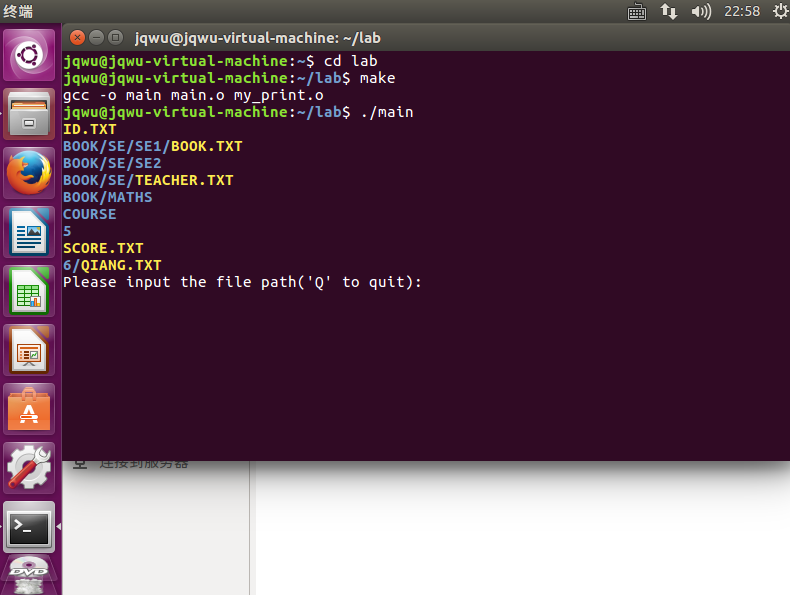 终端
22:58
jqwu@jqwu-virtual-machine: ~/lab
jqwu@jqwu-virtual-machine:~$ cd lab
jqwu@jqwu-virtual-machine:~/lab$ make
gcc -o main main.o my_print.o
jqwu@jqwu-virtual-machine:~/lab$ ./main
ID.TXT
BOOK/SE/SE1/BOOK.TXT
BOOK/SE/SE2
BOOK/SE/TEACHER.TXT
BOOK/MATHS
COURSE
5
SCORE.TXT
6/QIANG.TXT
Please input the file path('Q' to quit):
连接到服务器
DVD